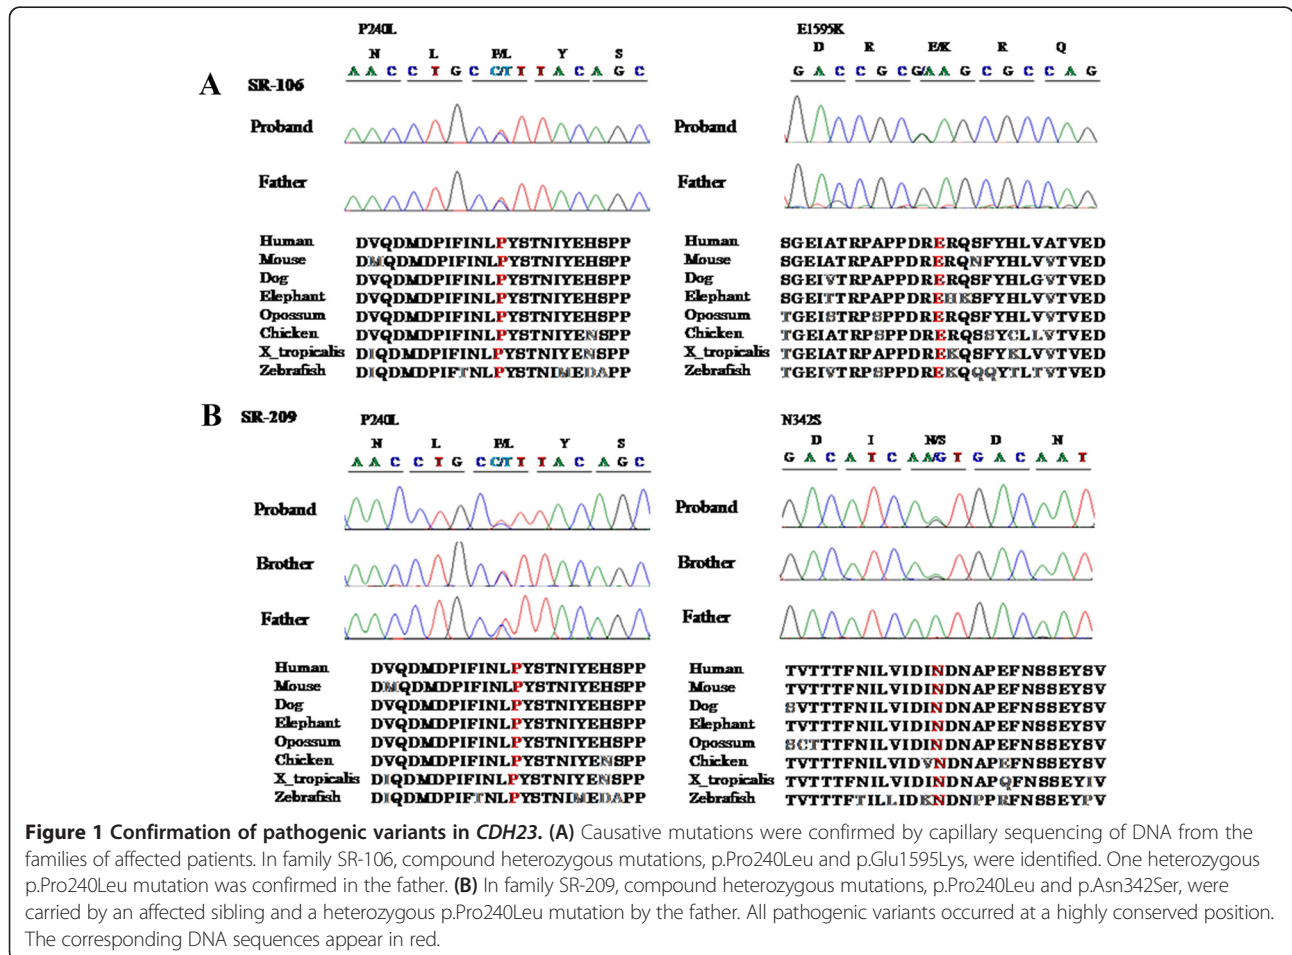 P240L
N L P/L Y S
A A C C T G C C/T T T A C A G C
E1595K
D R E/K R Q
G A C C G C G/A A G C G C C A G
A SR-106
Proband
Father
Proband
Father
Human DVQDMDPIFINLPYSTNIYEHSPP
Mouse DMQDMDPIFINLPYSTNIYEHSPP
Dog DVQDMDPIFINLPYSTNIYEHSPP
Elephant DVQDMDPIFINLPYSTNIYEHSPP
Opossum DVQDMDPIFINLPYSTNIYEHSPP
Chicken DVQDMDPIFINLPYSTNIYENSPP
X_tropicalis DIQDMDPIFINLPYSTNIYENSPP
Zebrafish DIQDMDPIFTNLPYSTNIMEDAPP
Human SGEIATRPAPPDRERQSFYHLVATVED
Mouse SGEIATRPAPPDRERQNFYHLVVTVED
Dog SGEIVTRPAPPDRERQSFYHLGVTVED
Elephant SGEITTRPAPPDREHKSFYHLVVTVED
Opossum TGEISTRPSPPDRERQSFYHLVVTVED
Chicken TGEIATRPSPPDRERQSSYCLLVTVED
X_tropicalis TGEIATRPAPPDREKQSFYKLVVTVED
Zebrafish TGEIVTRPSPPDREKQQQYTLTVTVED
B SR-209
P240L
N L P/L Y S
A A C C T G C C/T T T A C A G C
N342S
D I N/S D N
G A C A T C A A/G T G A C A A T
Proband
Brother
Father
Proband
Brother
Father
Human DVQDMDPIFINLPYSTNIYEHSPP
Mouse DMQDMDPIFINLPYSTNIYEHSPP
Dog DVQDMDPIFINLPYSTNIYEHSPP
Elephant DVQDMDPIFINLPYSTNIYEHSPP
Opossum DVQDMDPIFINLPYSTNIYEHSPP
Chicken DVQDMDPIFINLPYSTNIYENSPP
X_tropicalis DIQDMDPIFINLPYSTNIYENSPP
Zebrafish DIQDMDPIFTNLPYSTNIMEDAPP
Human TVTTTFNILVIDINDNAPEFNSSEYSV
Mouse TVTTTFNILVIDINDNAPEFNSSEYSV
Dog SVTTTFNILVIDINDNAPEFNSSEYSV
Elephant TVTTTFNILVIDINDNAPEFNSSEYSV
Opossum SCTTTFNILVIDINDNAPEFNSSEYSV
Chicken TVTTTFNILVIDVNDNAPEFNSSEYSV
X_tropicalis TVTTTFNILVIDINDNAPQFNSSEYIV
Zebrafish TVTTFTILLIDKNDNPPRFNSSEYPV
Figure 1 Confirmation of pathogenic variants in CDH23. (A) Causative mutations were confirmed by capillary sequencing of DNA from the
families of affected patients. In family SR-106, compound heterozygous mutations, p.Pro240Leu and p.Glu1595Lys, were identified. One heterozygous
p.Pro240Leu mutation was confirmed in the father. (B) In family SR-209, compound heterozygous mutations, p.Pro240Leu and p.Asn342Ser, were
carried by an affected sibling and a heterozygous p.Pro240Leu mutation by the father. All pathogenic variants occurred at a highly conserved position.
The corresponding DNA sequences appear in red.